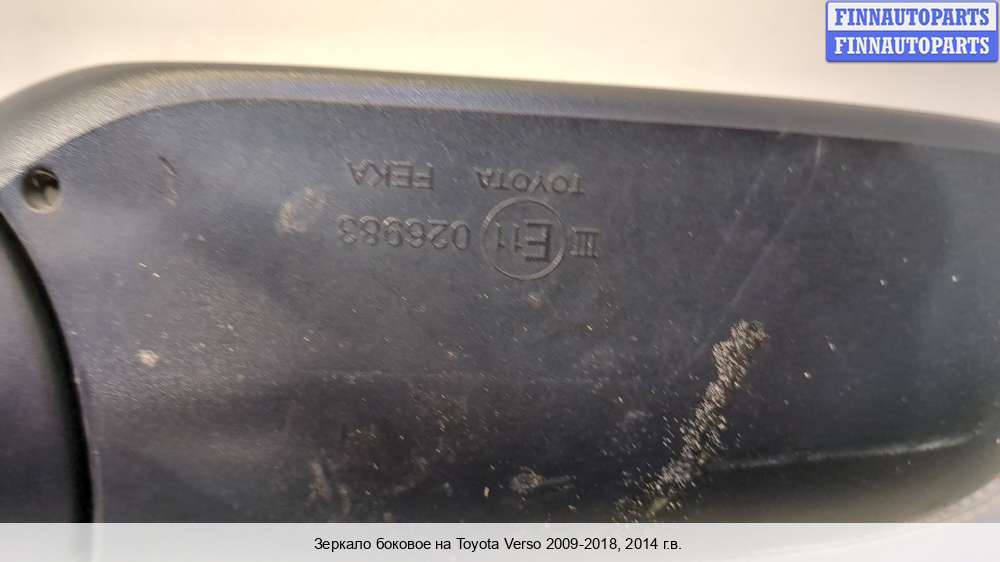 FINNAUTOPARTS
FINNAUTOPARTS
TOYOTA FEKA
III E11 026983
Зеркало боковое на Toyota Verso 2009-2018, 2014 г.в.